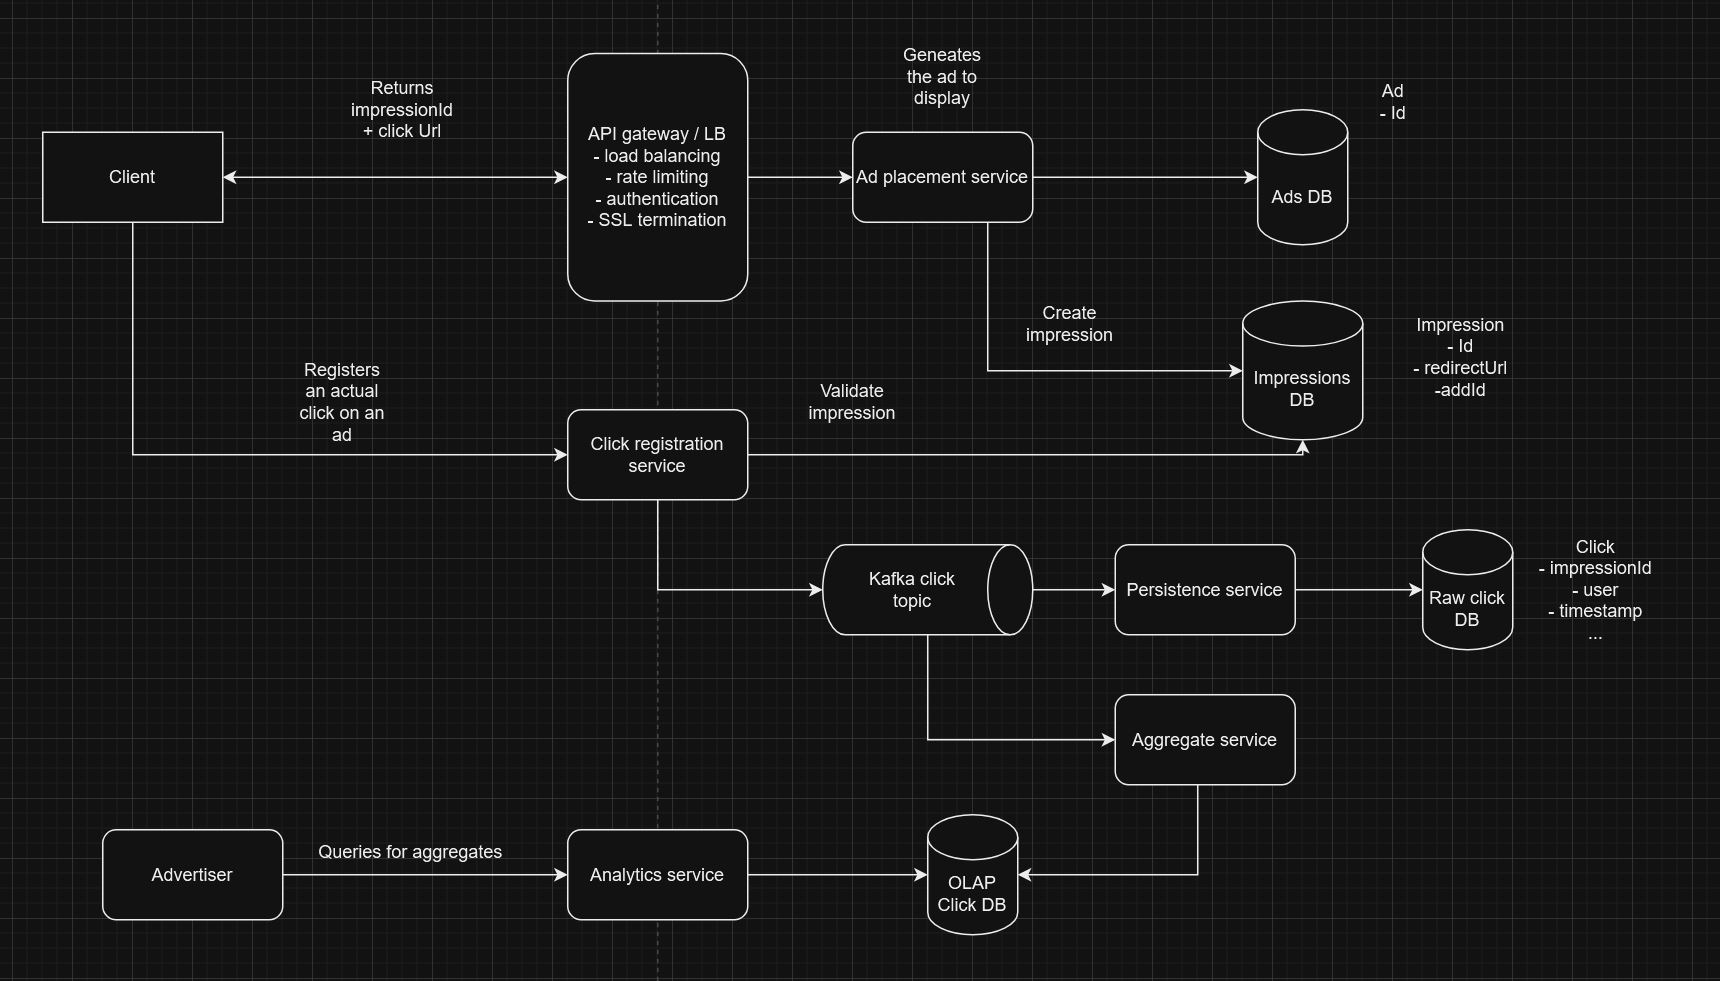 Returns
impressionId
+ click Url
Geneates
the ad to
display
Ad
- Id
Client
API gateway / LB
- load balancing
- rate limiting
- authentication
- SSL termination
Ad placement service
Ads DB
Create
impression
Impressions
DB
Impression
- Id
- redirectUrl
-addId
Registers
an actual
click on an
ad
Validate
impression
Click registration
service
Kafka click
topic
Persistence service
Raw click
DB
Click
- impressionId
- user
- timestamp
...
Aggregate service
Advertiser
Queries for aggregates
Analytics service
OLAP
Click DB